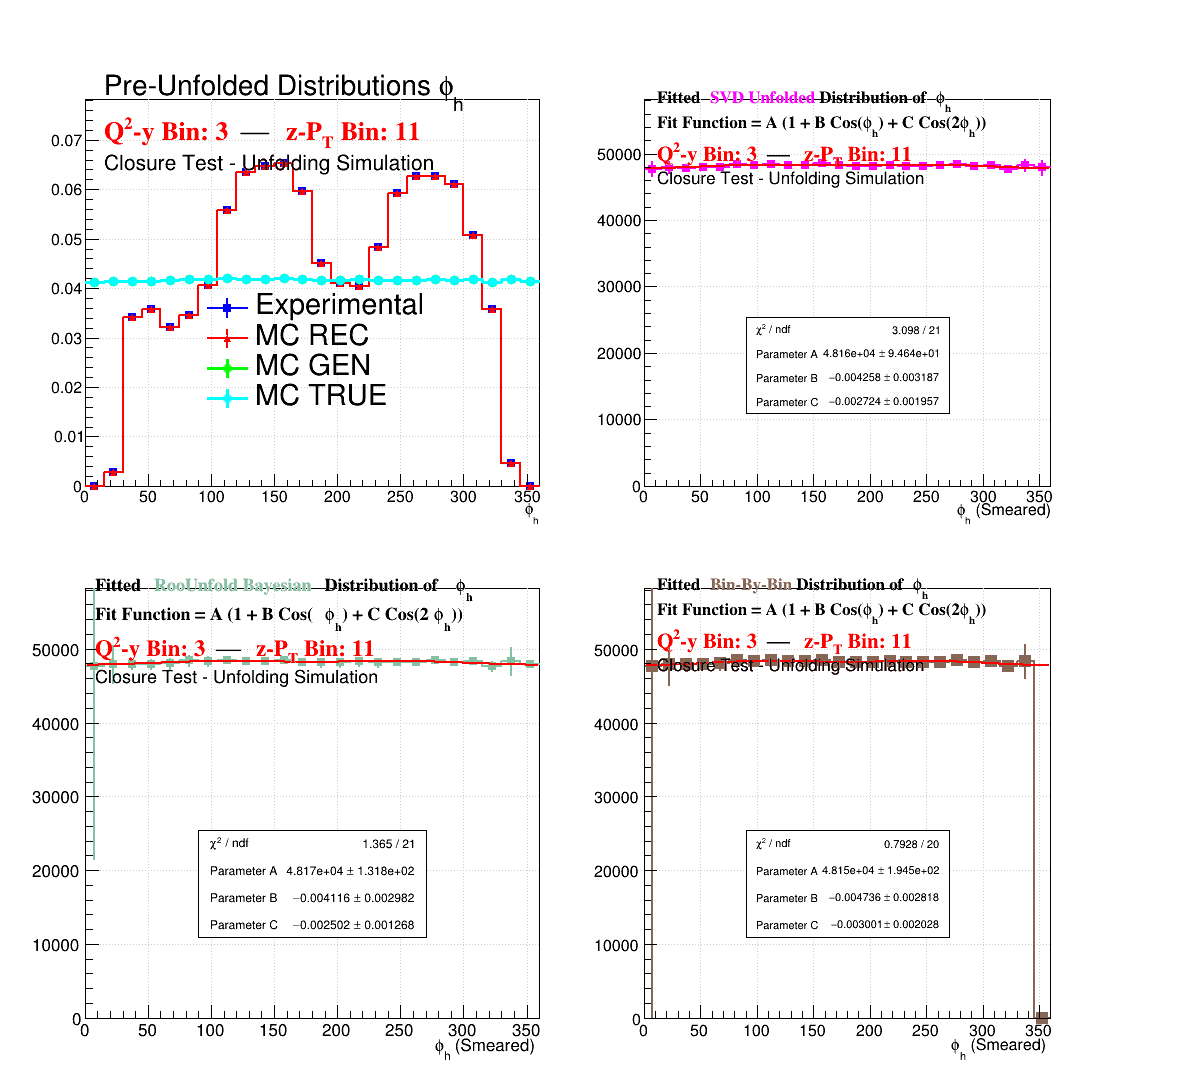 Pre-Unfolded Distributions ϕh
Q2-y Bin: 3 — z-PT Bin: 11
Closure Test - Unfolding Simulation
0.07
0.06
0.05
0.04
0.03
0.02
0.01
0
Experimental
MC REC
MC GEN
MC TRUE
0 50 100 150 200 250 300 350
ϕh
Fitted SVD Unfolded Distribution of ϕh
Fit Function = A (1 + B Cos(ϕh) + C Cos(2ϕh))
Q2-y Bin: 3 — z-PT Bin: 11
Closure Test - Unfolding Simulation
50000
40000
30000
20000
10000
0
χ2 / ndf 3.098 / 21
Parameter A 4.816e+04 ± 9.464e+01
Parameter B −0.004258 ± 0.003187
Parameter C −0.002724 ± 0.001957
0 50 100 150 200 250 300 350
ϕh (Smeared)
Fitted RooUnfold Bayesian Distribution of ϕh
Fit Function = A (1 + B Cos( ϕh) + C Cos(2 ϕh))
Q2-y Bin: 3 — z-PT Bin: 11
Closure Test - Unfolding Simulation
50000
40000
30000
20000
10000
0
χ2 / ndf 1.365 / 21
Parameter A 4.817e+04 ± 1.318e+02
Parameter B −0.004116 ± 0.002982
Parameter C −0.002502 ± 0.001268
0 50 100 150 200 250 300 350
ϕh (Smeared)
Fitted Bin-By-Bin Distribution of ϕh
Fit Function = A (1 + B Cos(ϕh) + C Cos(2ϕh))
Q2-y Bin: 3 — z-PT Bin: 11
Closure Test - Unfolding Simulation
50000
40000
30000
20000
10000
0
χ2 / ndf 0.7928 / 20
Parameter A 4.815e+04 ± 1.945e+02
Parameter B −0.004736 ± 0.002818
Parameter C −0.003001 ± 0.002028
0 50 100 150 200 250 300 350
ϕh (Smeared)